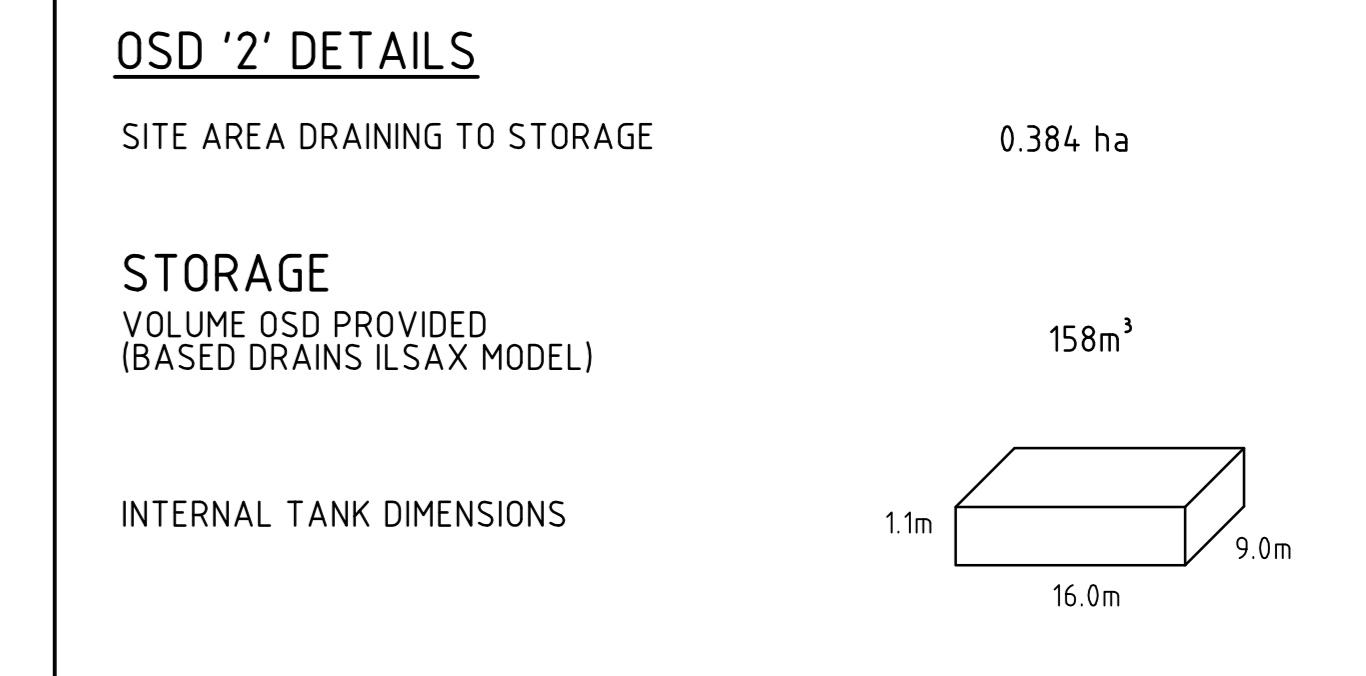 OSD '2' DETAILS
SITE AREA DRAINING TO STORAGE 0.384 ha
STORAGE
VOLUME OSD PROVIDED
(BASED DRAINS ILSAX MODEL) 158m³
INTERNAL TANK DIMENSIONS
1.1m
9.0m
16.0m